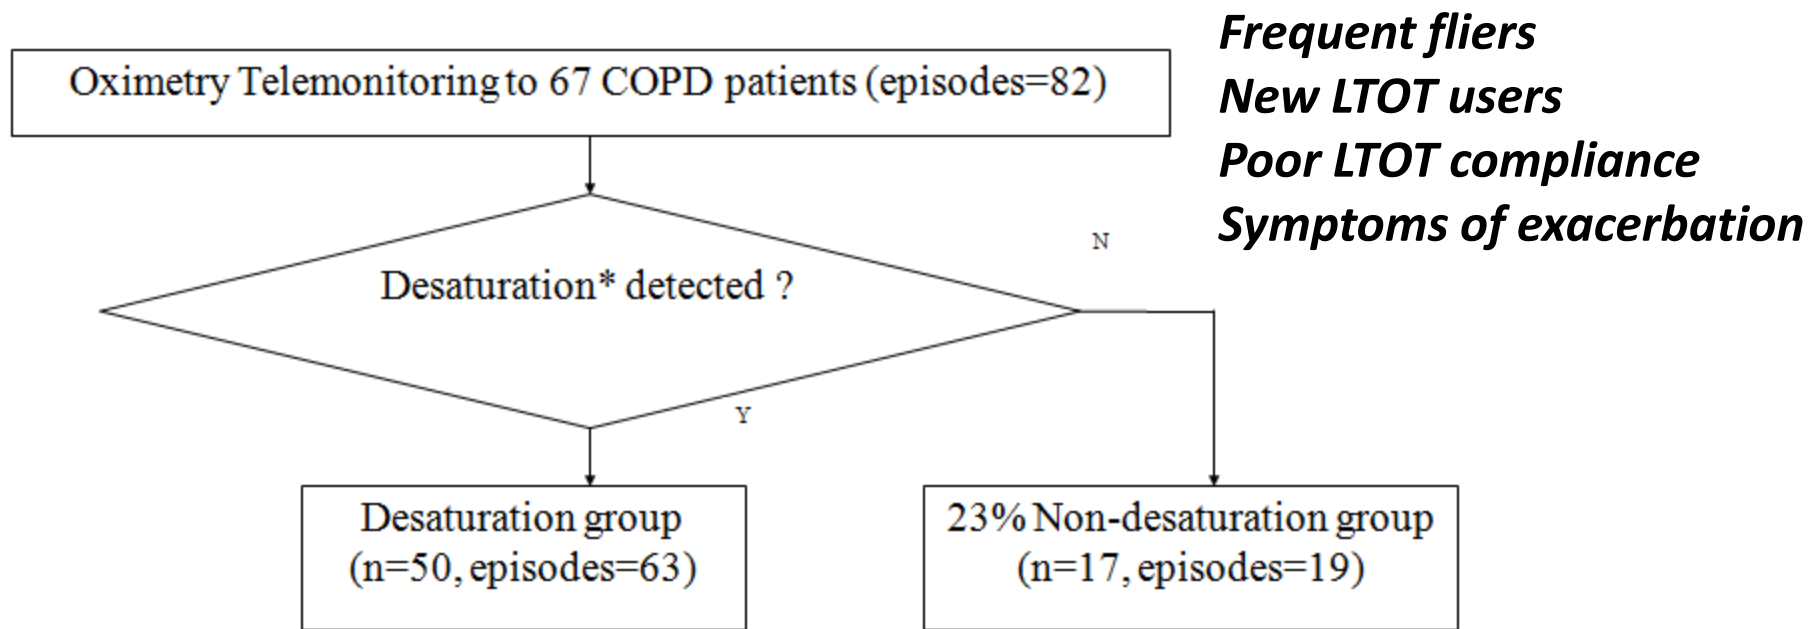 Oximetry Telemonitoring to 67 COPD patients (episodes=82)
Frequent fliers
New LTOT users
Poor LTOT compliance
Symptoms of exacerbation
N
Desaturation* detected ?
Y
Desaturation group
(n=50, episodes=63)
23% Non-desaturation group
(n=17, episodes=19)